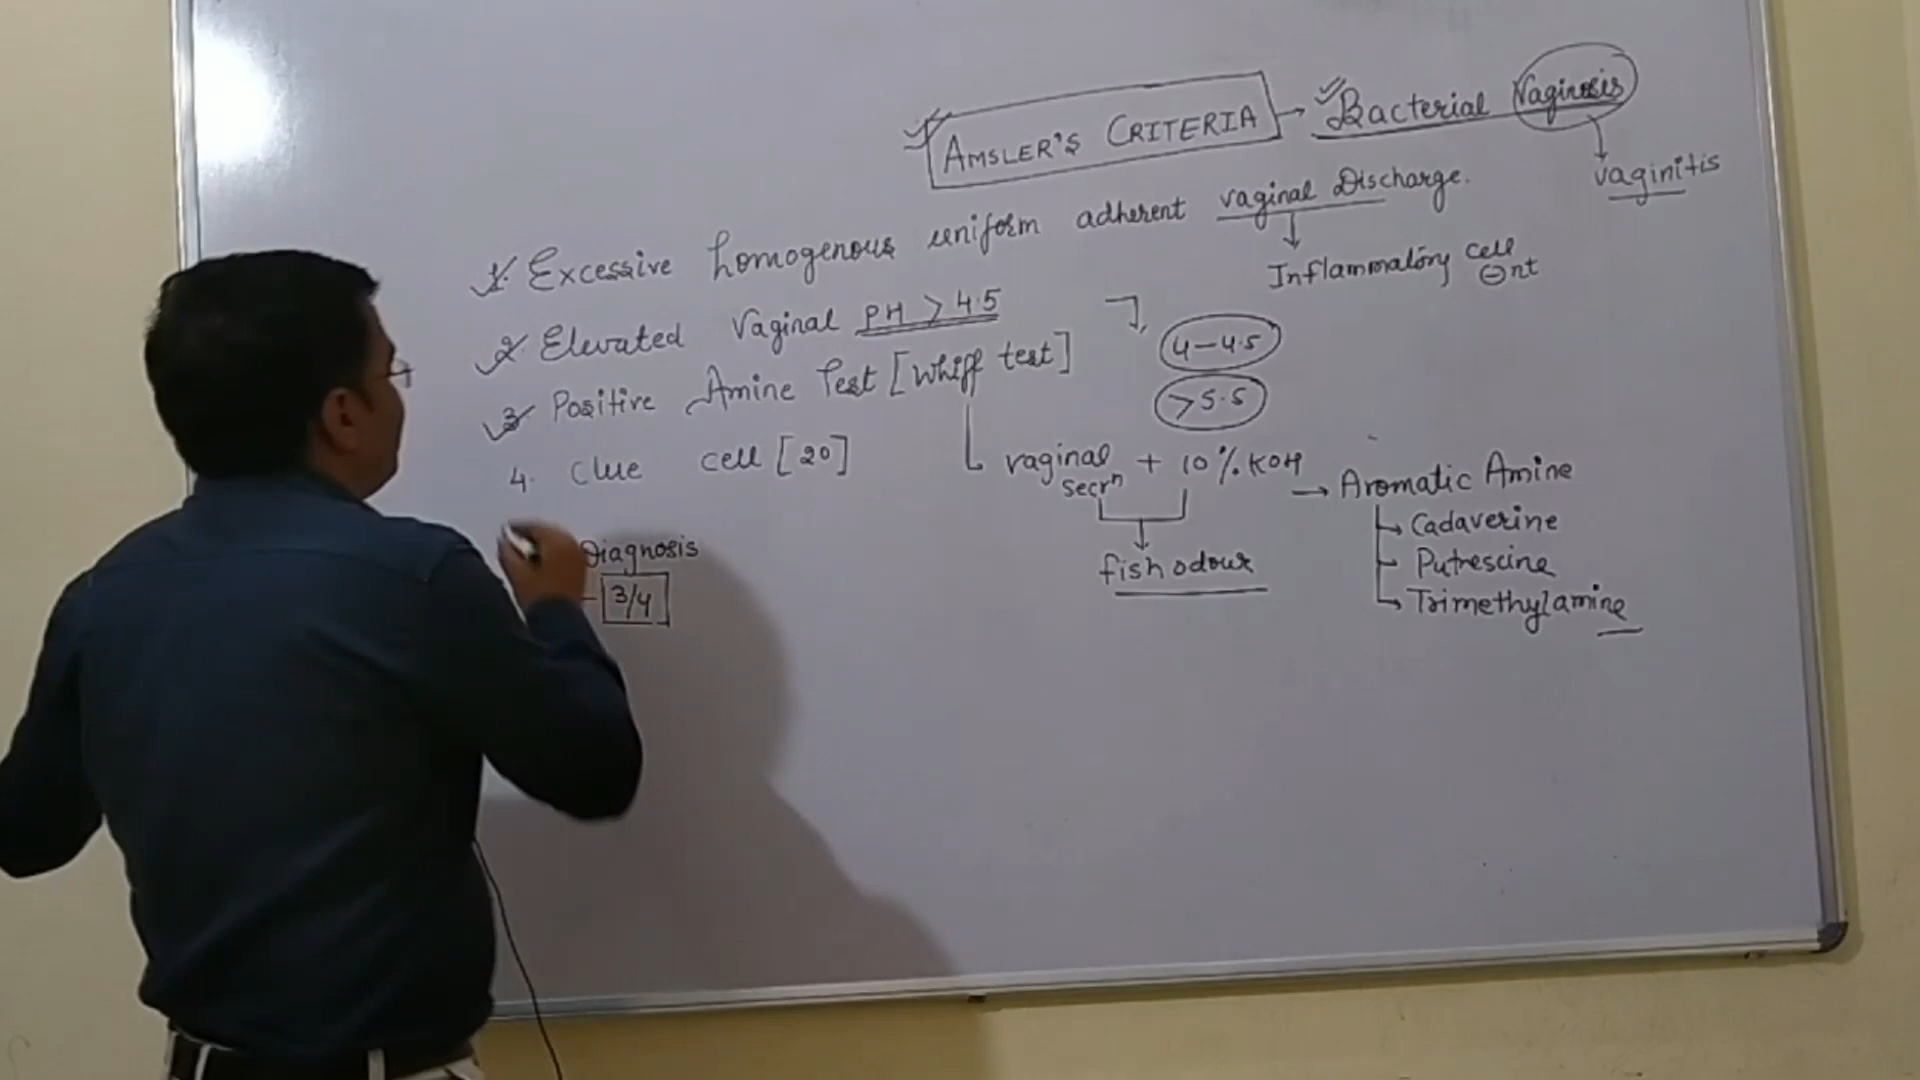 AMSLER'S CRITERIA → Bacterial Vaginosis
vaginitis
1. Excessive homogenous uniform adherent vaginal Discharge.
Inflammatory cell ⊖nt
2. Elevated Vaginal PH > 4.5
4-4.5
>5.5
3. Positive Amine Test [Whiff test]
vaginal secrⁿ + 10% KOH → Aromatic Amine
Cadaverine
Putrescine
Trimethylamine
fish odour
4. Clue cell [20]
Diagnosis
3/4